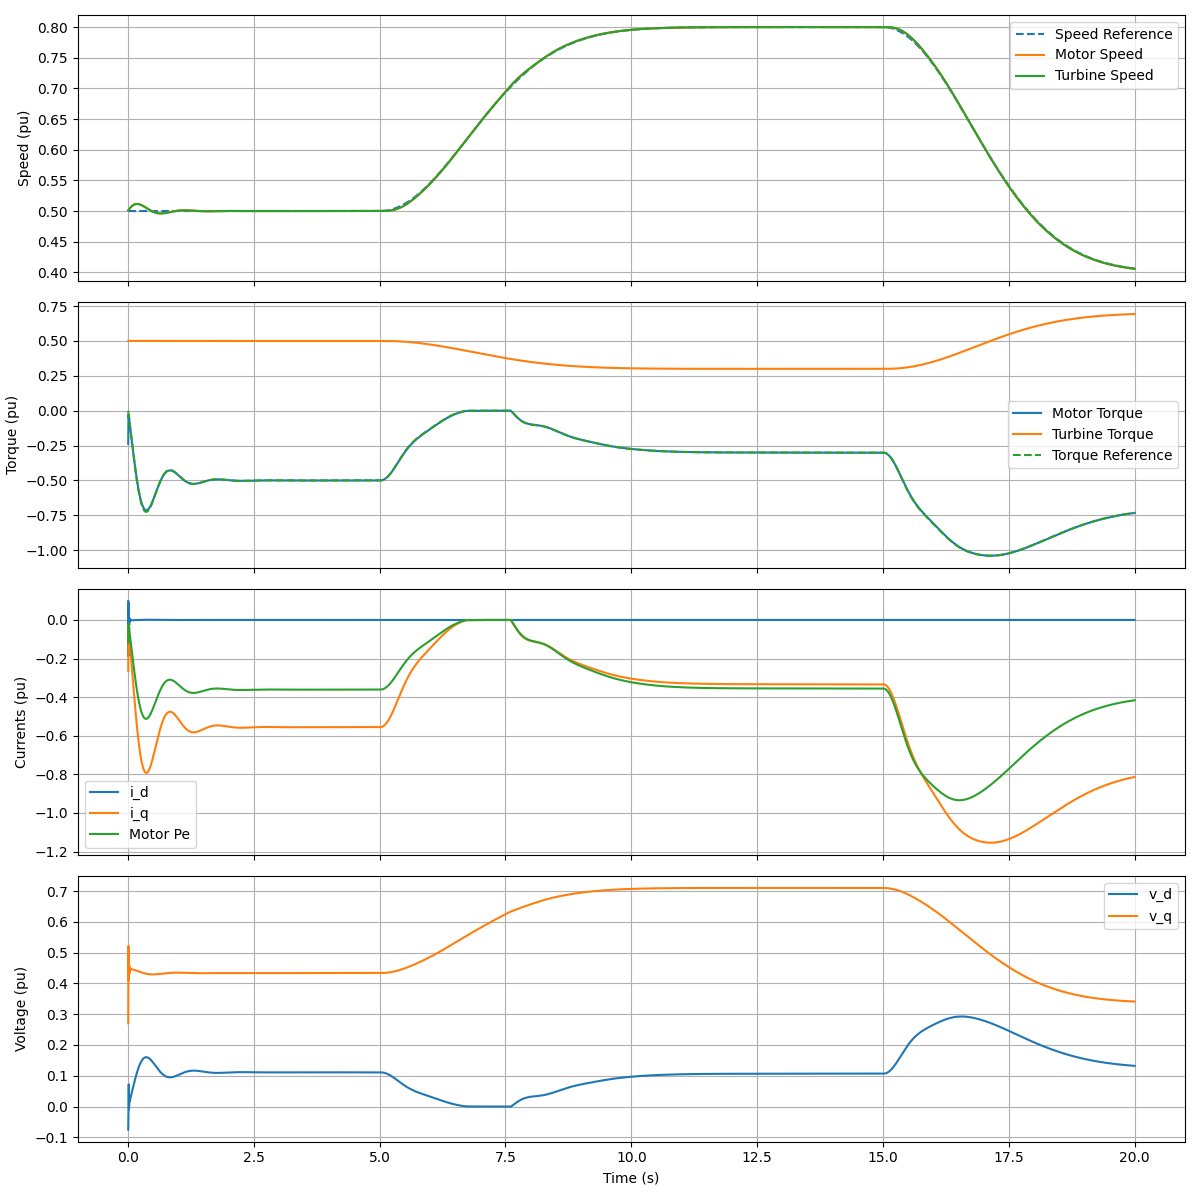 0.80
0.75
0.70
0.65
0.60
0.55
0.50
0.45
0.40
Speed (pu)
Speed Reference
Motor Speed
Turbine Speed
0.75
0.50
0.25
0.00
−0.25
−0.50
−0.75
−1.00
Torque (pu)
Motor Torque
Turbine Torque
Torque Reference
0.0
−0.2
−0.4
−0.6
−0.8
−1.0
−1.2
Currents (pu)
i_d
i_q
Motor Pe
0.7
0.6
0.5
0.4
0.3
0.2
0.1
0.0
−0.1
Voltage (pu)
v_d
v_q
0.0 2.5 5.0 7.5 10.0 12.5 15.0 17.5 20.0
Time (s)